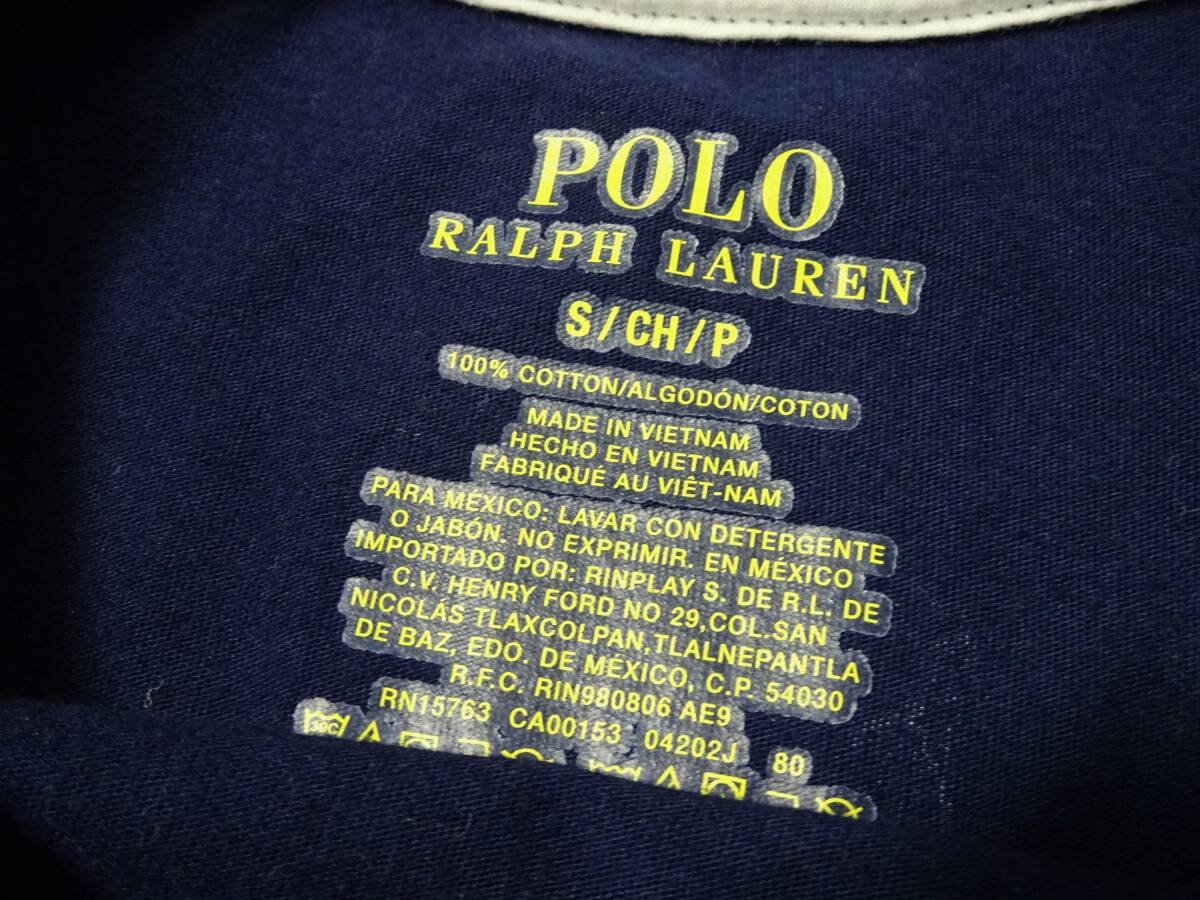 POLO
RALPH LAUREN
S/CH/P
100% COTTON/ALGODÓN/COTON
MADE IN VIETNAM
HECHO EN VIETNAM
FABRIQUÉ AU VIÊT-NAM
PARA MÉXICO: LAVAR CON DETERGENTE
O JABÓN. NO EXPRIMIR. EN MÉXICO
IMPORTADO POR: RINPLAY S. DE R.L. DE
C.V. HENRY FORD NO 29,COL.SAN
NICOLÁS TLAXCOLPAN,TLALNEPANTLA
DE BAZ, EDO. DE MÉXICO, C.P. 54030
R.F.C. RIN980806 AE9
RN15763 CA00153 04202J 80
30C